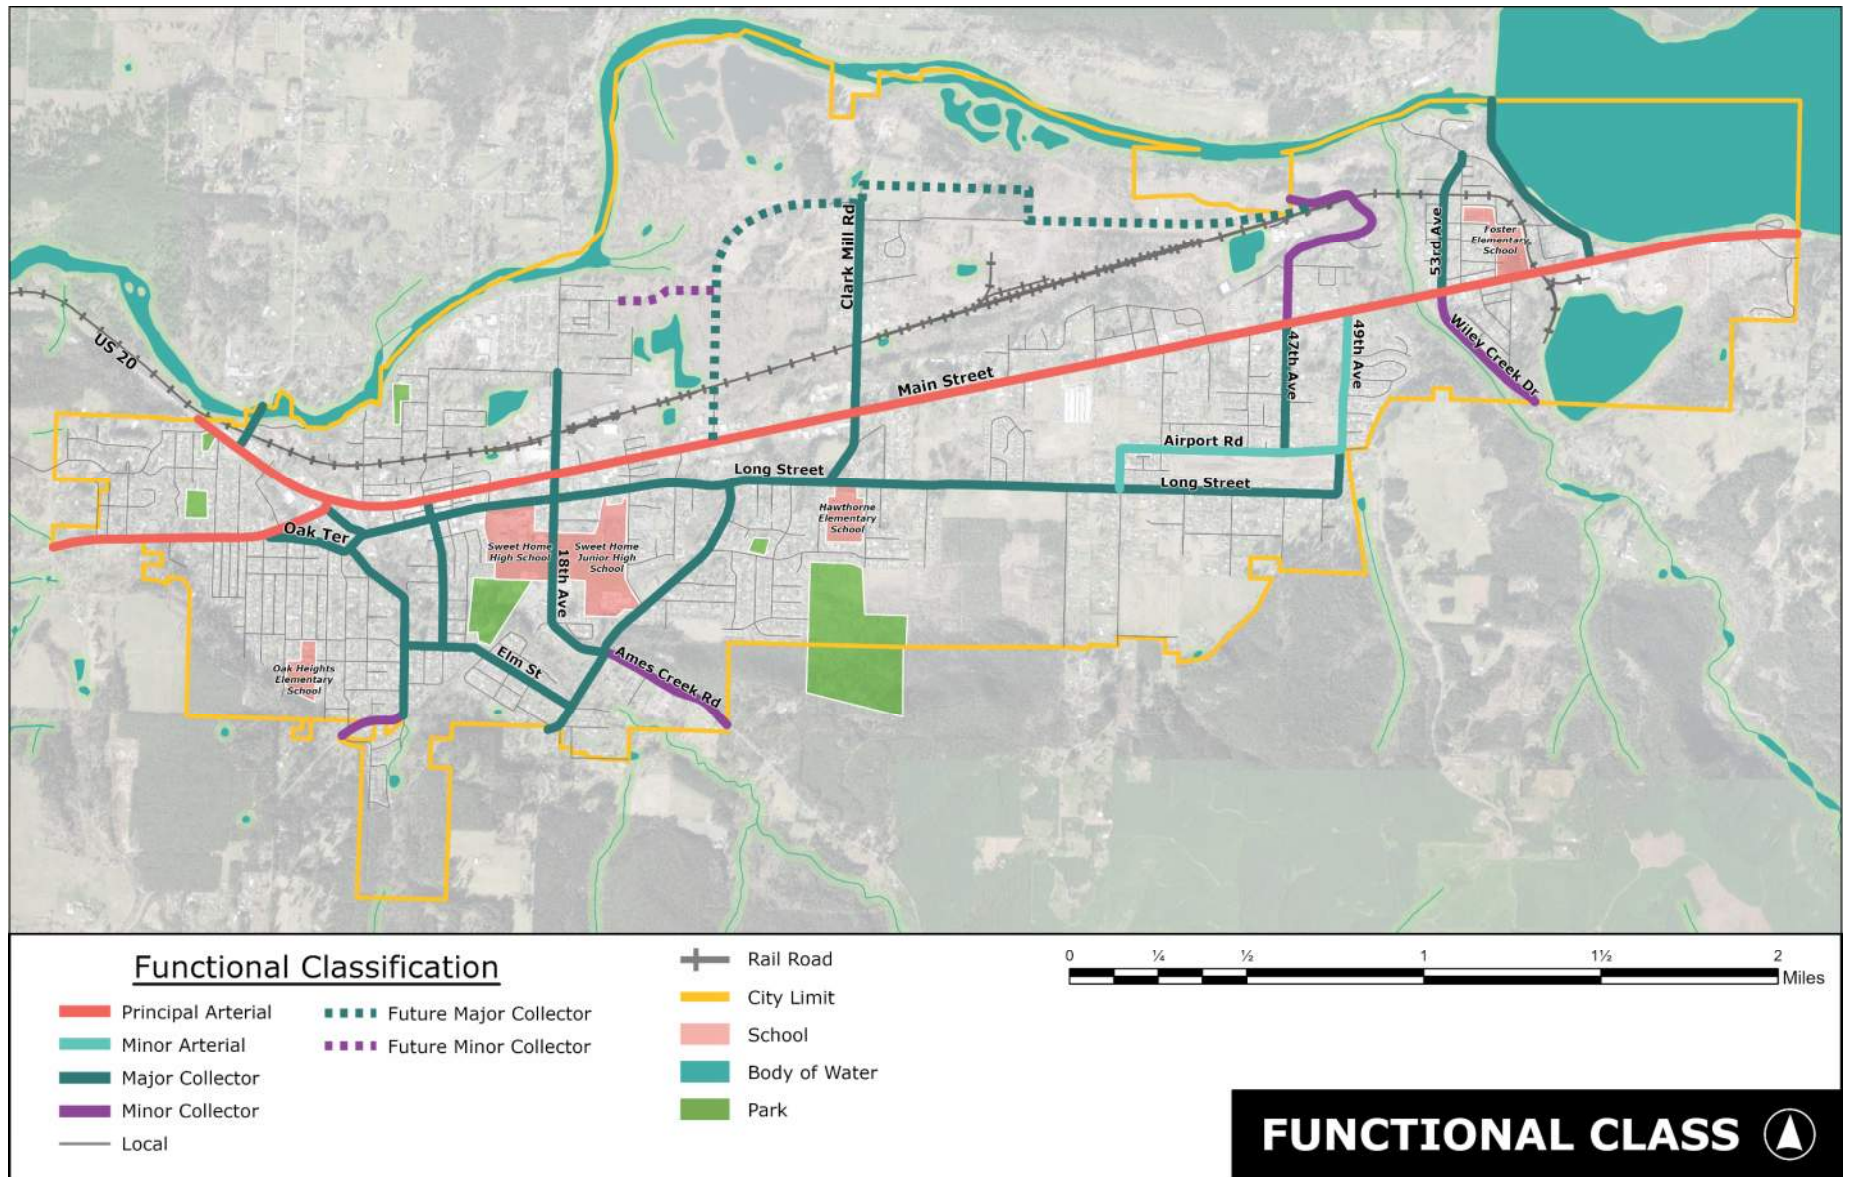 US 20
Clark Mill Rd
53rd Ave
Foster
Elementary
School
Wiley Creek Dr
47th Ave
49th Ave
Main Street
Airport Rd
Long Street
Long Street
Oak Ter
Hawthorne
Elementary
School
Sweet Home
High School
Sweet Home
Junior High
School
18th Ave
Elm St
Ames Creek Rd
Oak Heights
Elementary
School
Functional Classification
Principal Arterial
Minor Arterial
Major Collector
Minor Collector
Local
Future Major Collector
Future Minor Collector
Rail Road
City Limit
School
Body of Water
Park
0 ¼ ½ 1 1½ 2
Miles
FUNCTIONAL CLASS